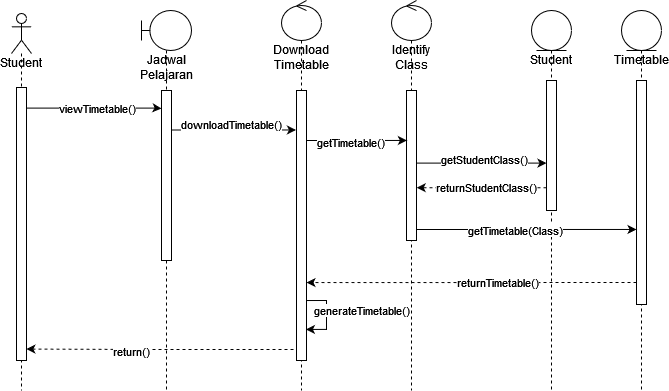 Student
Jadwal
Pelajaran
Download
Timetable
Identify
Class
Student
Timetable
viewTimetable()
downloadTimetable()
getTimetable()
getStudentClass()
returnStudentClass()
getTimetable(Class)
returnTimetable()
generateTimetable()
return()